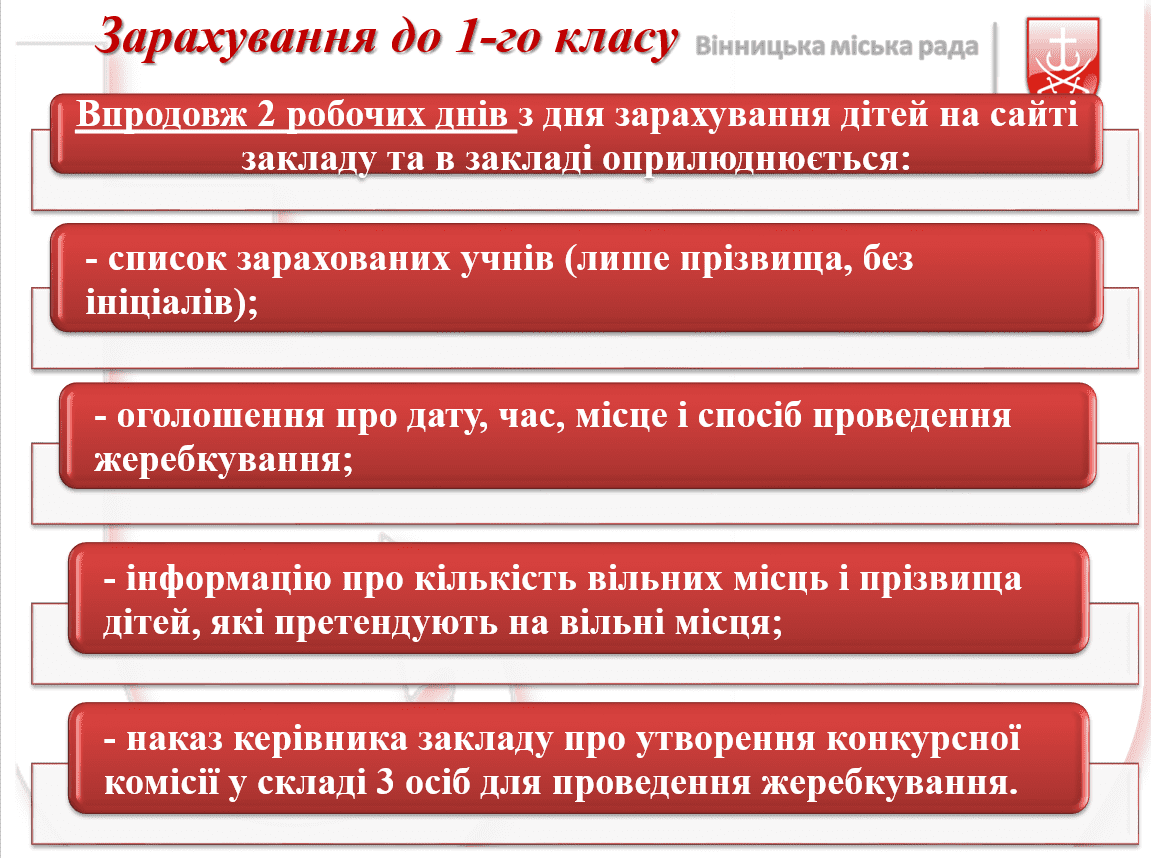 Зарахування до 1-го класу
Вінницька міська рада
Впродовж 2 робочих днів з дня зарахування дітей на сайті
закладу та в закладі оприлюднюється:
- список зарахованих учнів (лише прізвища, без
ініціалів);
- оголошення про дату, час, місце і спосіб проведення
жеребкування;
- інформацію про кількість вільних місць і прізвища
дітей, які претендують на вільні місця;
- наказ керівника закладу про утворення конкурсної
комісії у складі 3 осіб для проведення жеребкування.